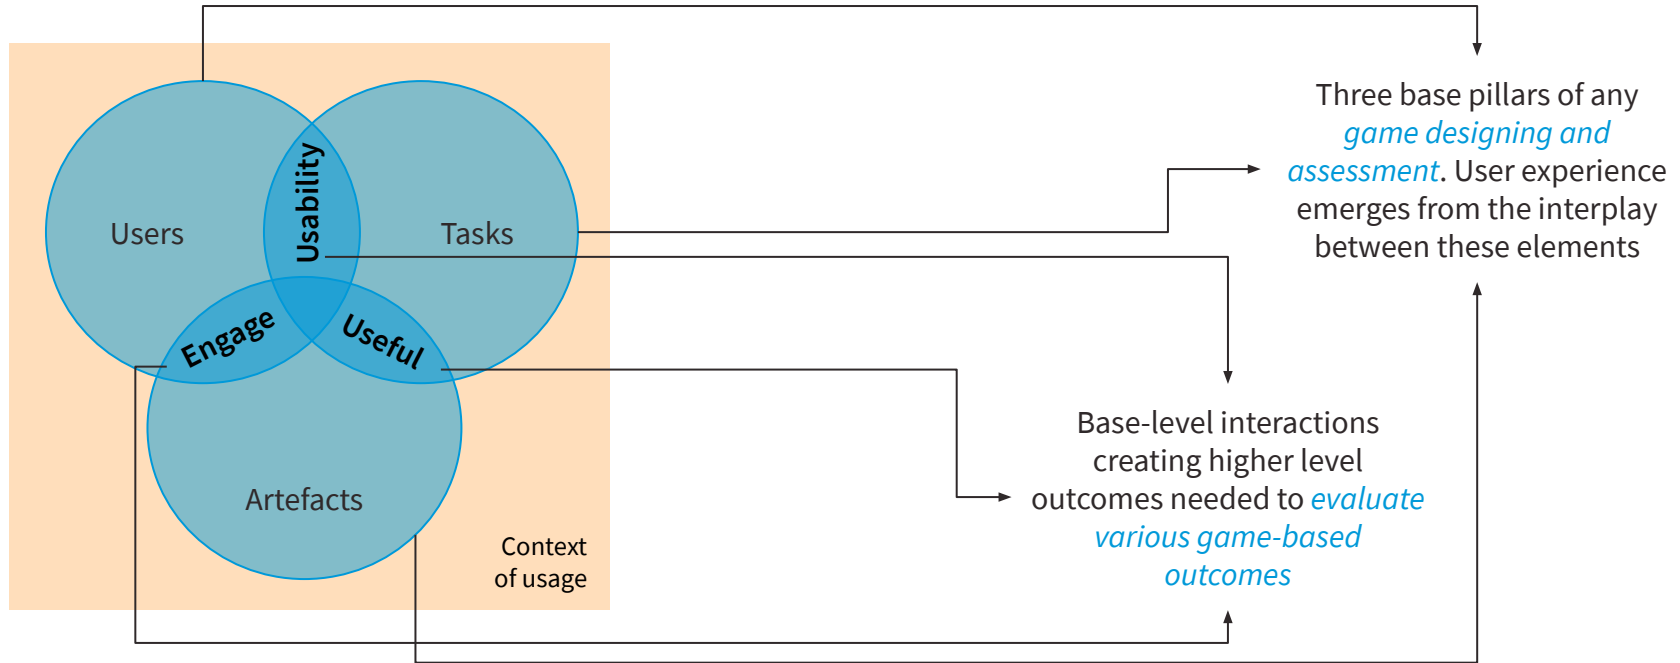 Users
Usability
Tasks
Engage
Useful
Artefacts
Context
of usage
Three base pillars of any
game designing and
assessment. User experience
emerges from the interplay
between these elements
Base-level interactions
creating higher level
outcomes needed to evaluate
various game-based
outcomes